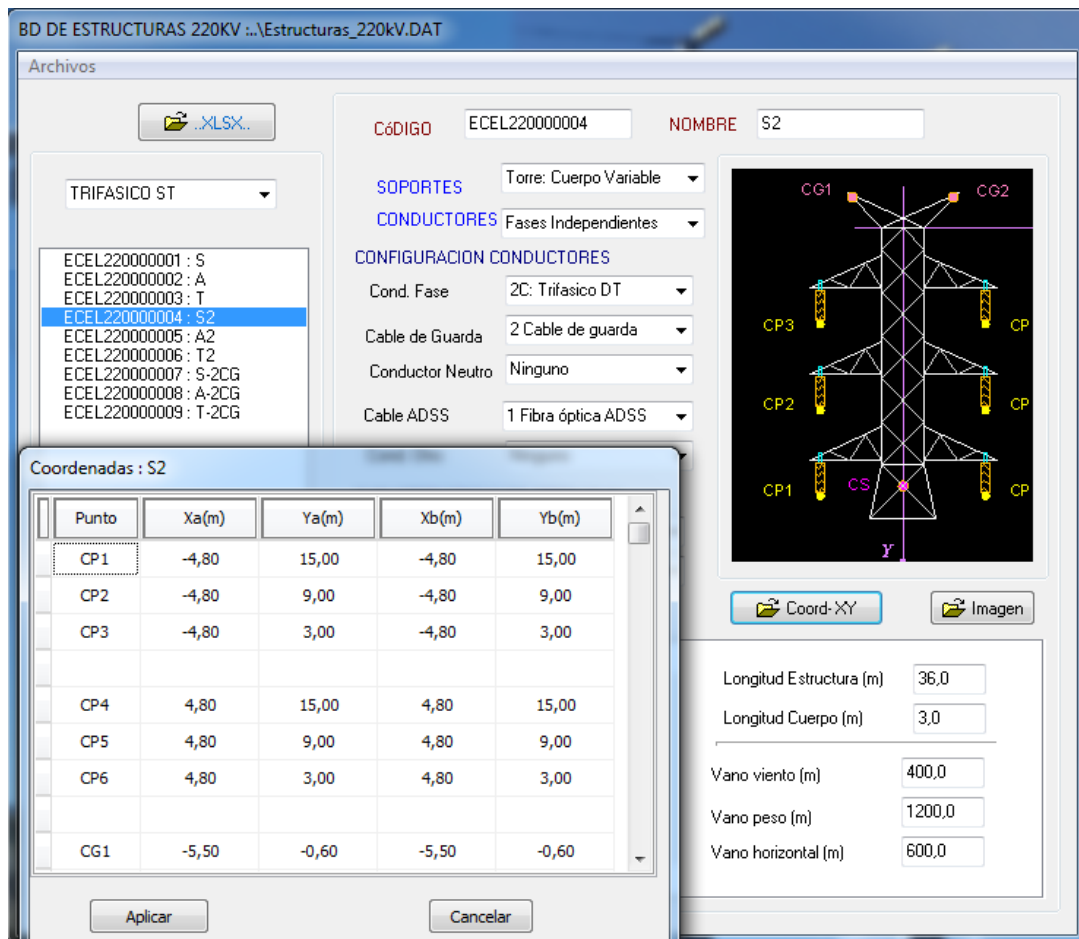 BD DE ESTRUCTURAS 220KV :..\Estructuras_220kV.DAT
Archivos
..XLSX..
CóDIGO ECEL220000004 NOMBRE S2
TRIFASICO ST
SOPORTES Torre: Cuerpo Variable
CONDUCTORES Fases Independientes
CONFIGURACION CONDUCTORES
Cond. Fase 2C: Trifasico DT
Cable de Guarda 2 Cable de guarda
Conductor Neutro Ninguno
Cable ADSS 1 Fibra óptica ADSS
ECEL220000001 : S
ECEL220000002 : A
ECEL220000003 : T
ECEL220000004 : S2
ECEL220000005 : A2
ECEL220000006 : T2
ECEL220000007 : S-2CG
ECEL220000008 : A-2CG
ECEL220000009 : T-2CG
CG1 CG2
CP3 CP
CP2 CP
CP1 CS CP
Y
Coord-XY Imagen
Coordenadas : S2
Punto Xa(m) Ya(m) Xb(m) Yb(m)
CP1 -4,80 15,00 -4,80 15,00
CP2 -4,80 9,00 -4,80 9,00
CP3 -4,80 3,00 -4,80 3,00
CP4 4,80 15,00 4,80 15,00
CP5 4,80 9,00 4,80 9,00
CP6 4,80 3,00 4,80 3,00
CG1 -5,50 -0,60 -5,50 -0,60
Aplicar Cancelar
Longitud Estructura (m) 36,0
Longitud Cuerpo (m) 3,0
Vano viento (m) 400,0
Vano peso (m) 1200,0
Vano horizontal (m) 600,0